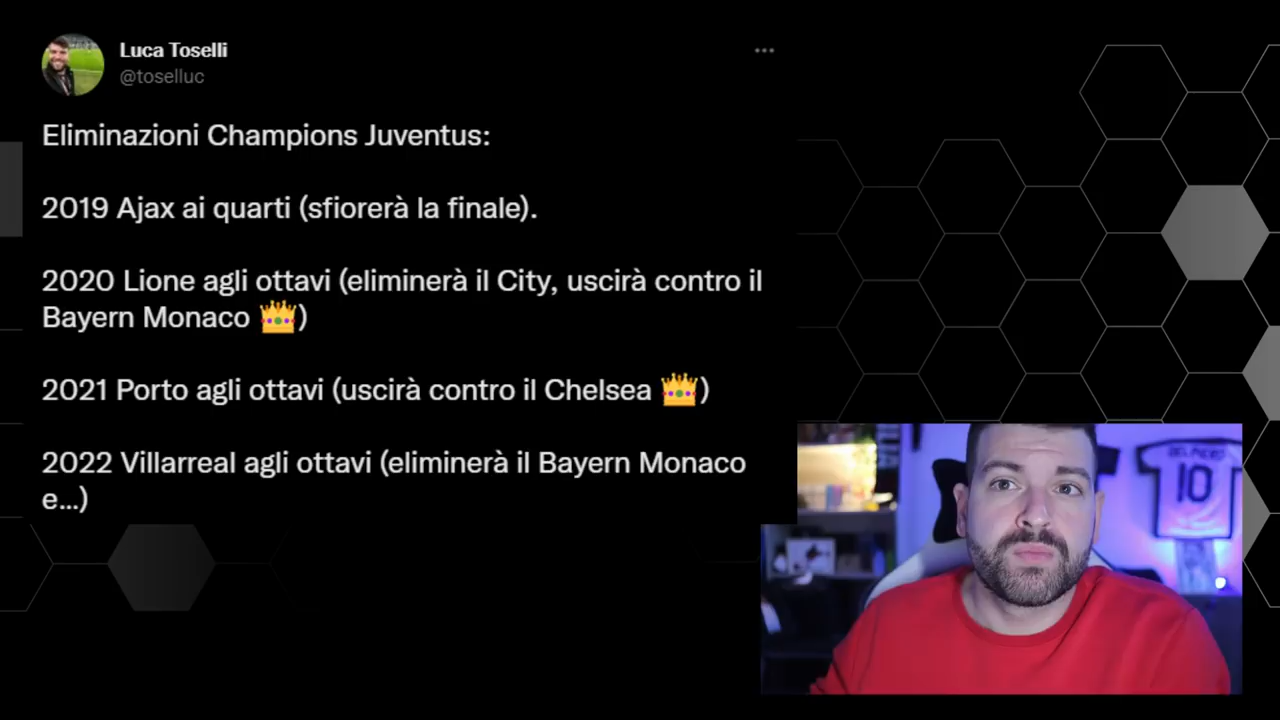 Luca Toselli
@toselluc
Eliminazioni Champions Juventus:
2019 Ajax ai quarti (sfiorerà la finale).
2020 Lione agli ottavi (eliminerà il City, uscirà contro il
Bayern Monaco 👑)
2021 Porto agli ottavi (uscirà contro il Chelsea 👑)
2022 Villarreal agli ottavi (eliminerà il Bayern Monaco
e...)
DEL PIERO
10